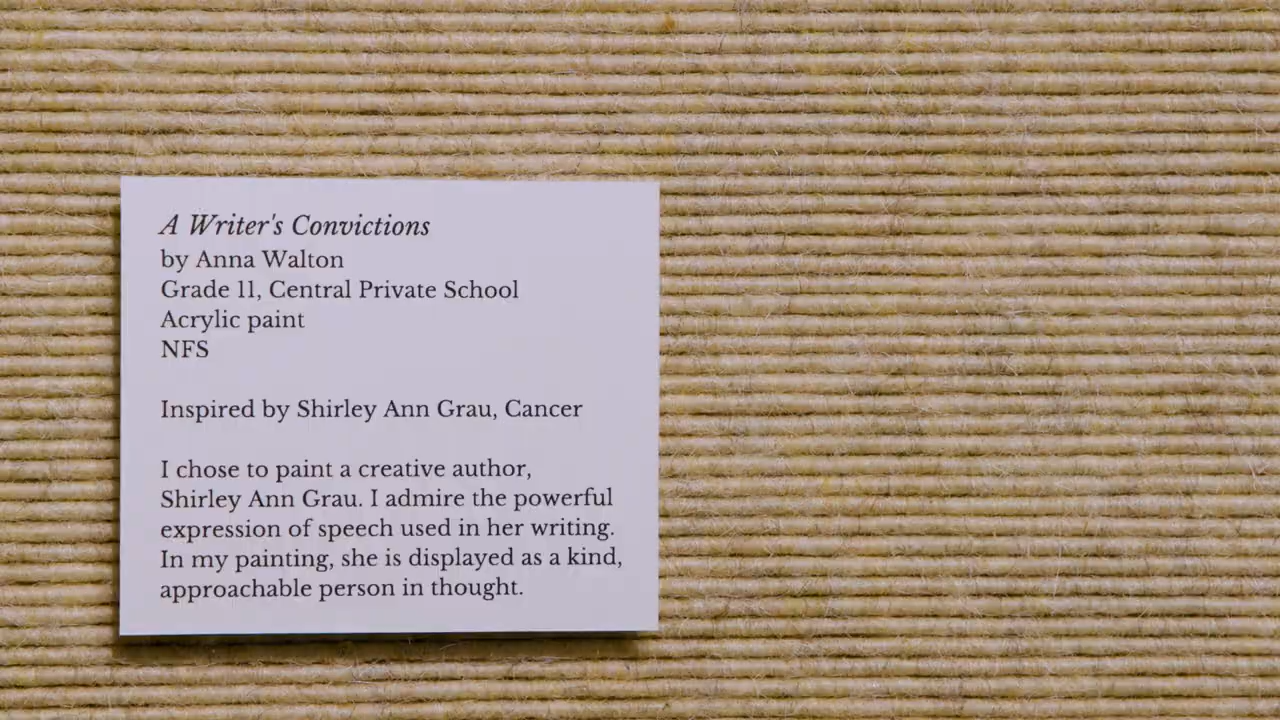 A Writer's Convictions
by Anna Walton
Grade 11, Central Private School
Acrylic paint
NFS
Inspired by Shirley Ann Grau, Cancer
I chose to paint a creative author,
Shirley Ann Grau. I admire the powerful
expression of speech used in her writing.
In my painting, she is displayed as a kind,
approachable person in thought.